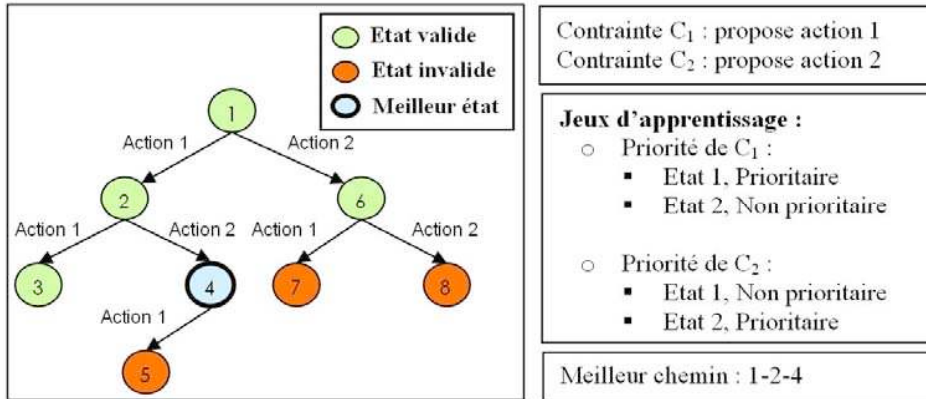 Etat valide
Etat invalide
Meilleur état
1
Action 1
Action 2
2
6
Action 1
Action 2
Action 1
Action 2
3
4
7
8
Action 1
5
Contrainte C₁ : propose action 1
Contrainte C₂ : propose action 2
Jeux d'apprentissage :
○ Priorité de C₁ :
▪ Etat 1, Prioritaire
▪ Etat 2, Non prioritaire
○ Priorité de C₂ :
▪ Etat 1, Non prioritaire
▪ Etat 2, Prioritaire
Meilleur chemin : 1-2-4